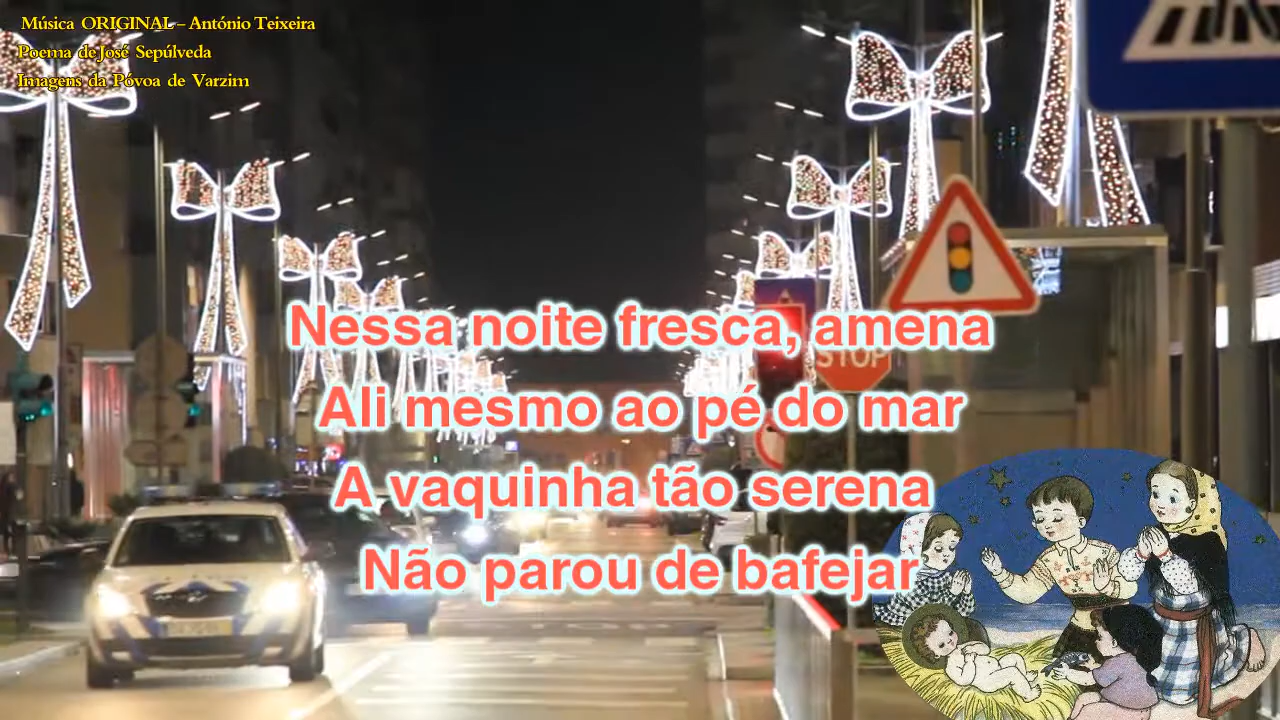 Música ORIGINAL – António Teixeira
Poema de José Sepúlveda
Imagens da Póvoa de Varzim
STOP
Nessa noite fresca, amena
Ali mesmo ao pé do mar
A vaquinha tão serena
Não parou de bafejar